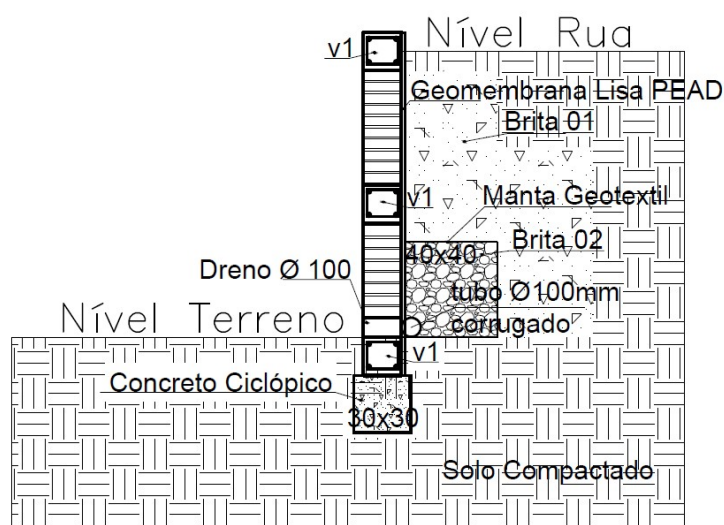 Nível Rua
v1
Geomembrana Lisa PEAD
Brita 01
Manta Geotextil
v1
40x40
Brita 02
Dreno Ø 100
tubo Ø100mm
corrugado
Nível Terreno
v1
Concreto Ciclópico
30x30
Solo Compactado